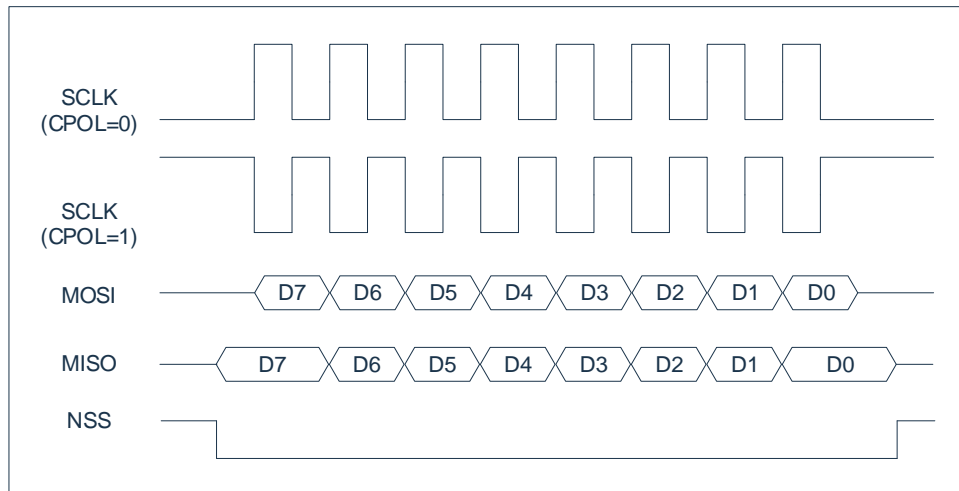 SCLK
(CPOL=0)
SCLK
(CPOL=1)
MOSI D7 D6 D5 D4 D3 D2 D1 D0
MISO D7 D6 D5 D4 D3 D2 D1 D0
NSS